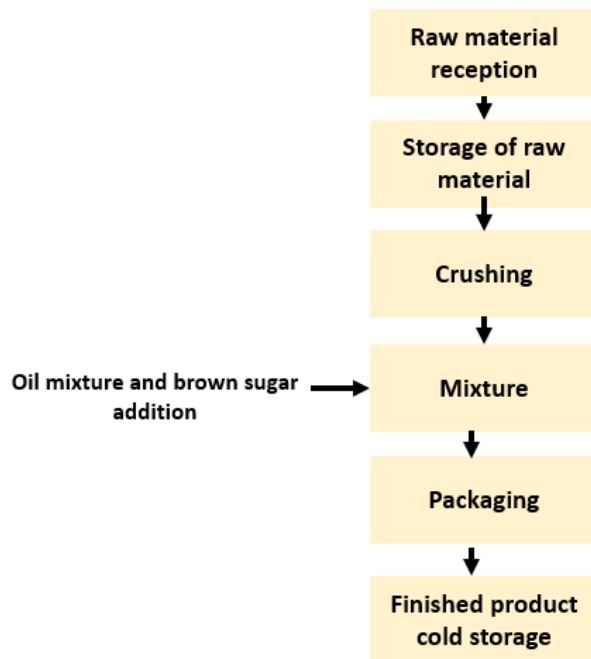 Raw material
reception
Storage of raw
material
Crushing
Oil mixture and brown sugar
addition
Mixture
Packaging
Finished product
cold storage